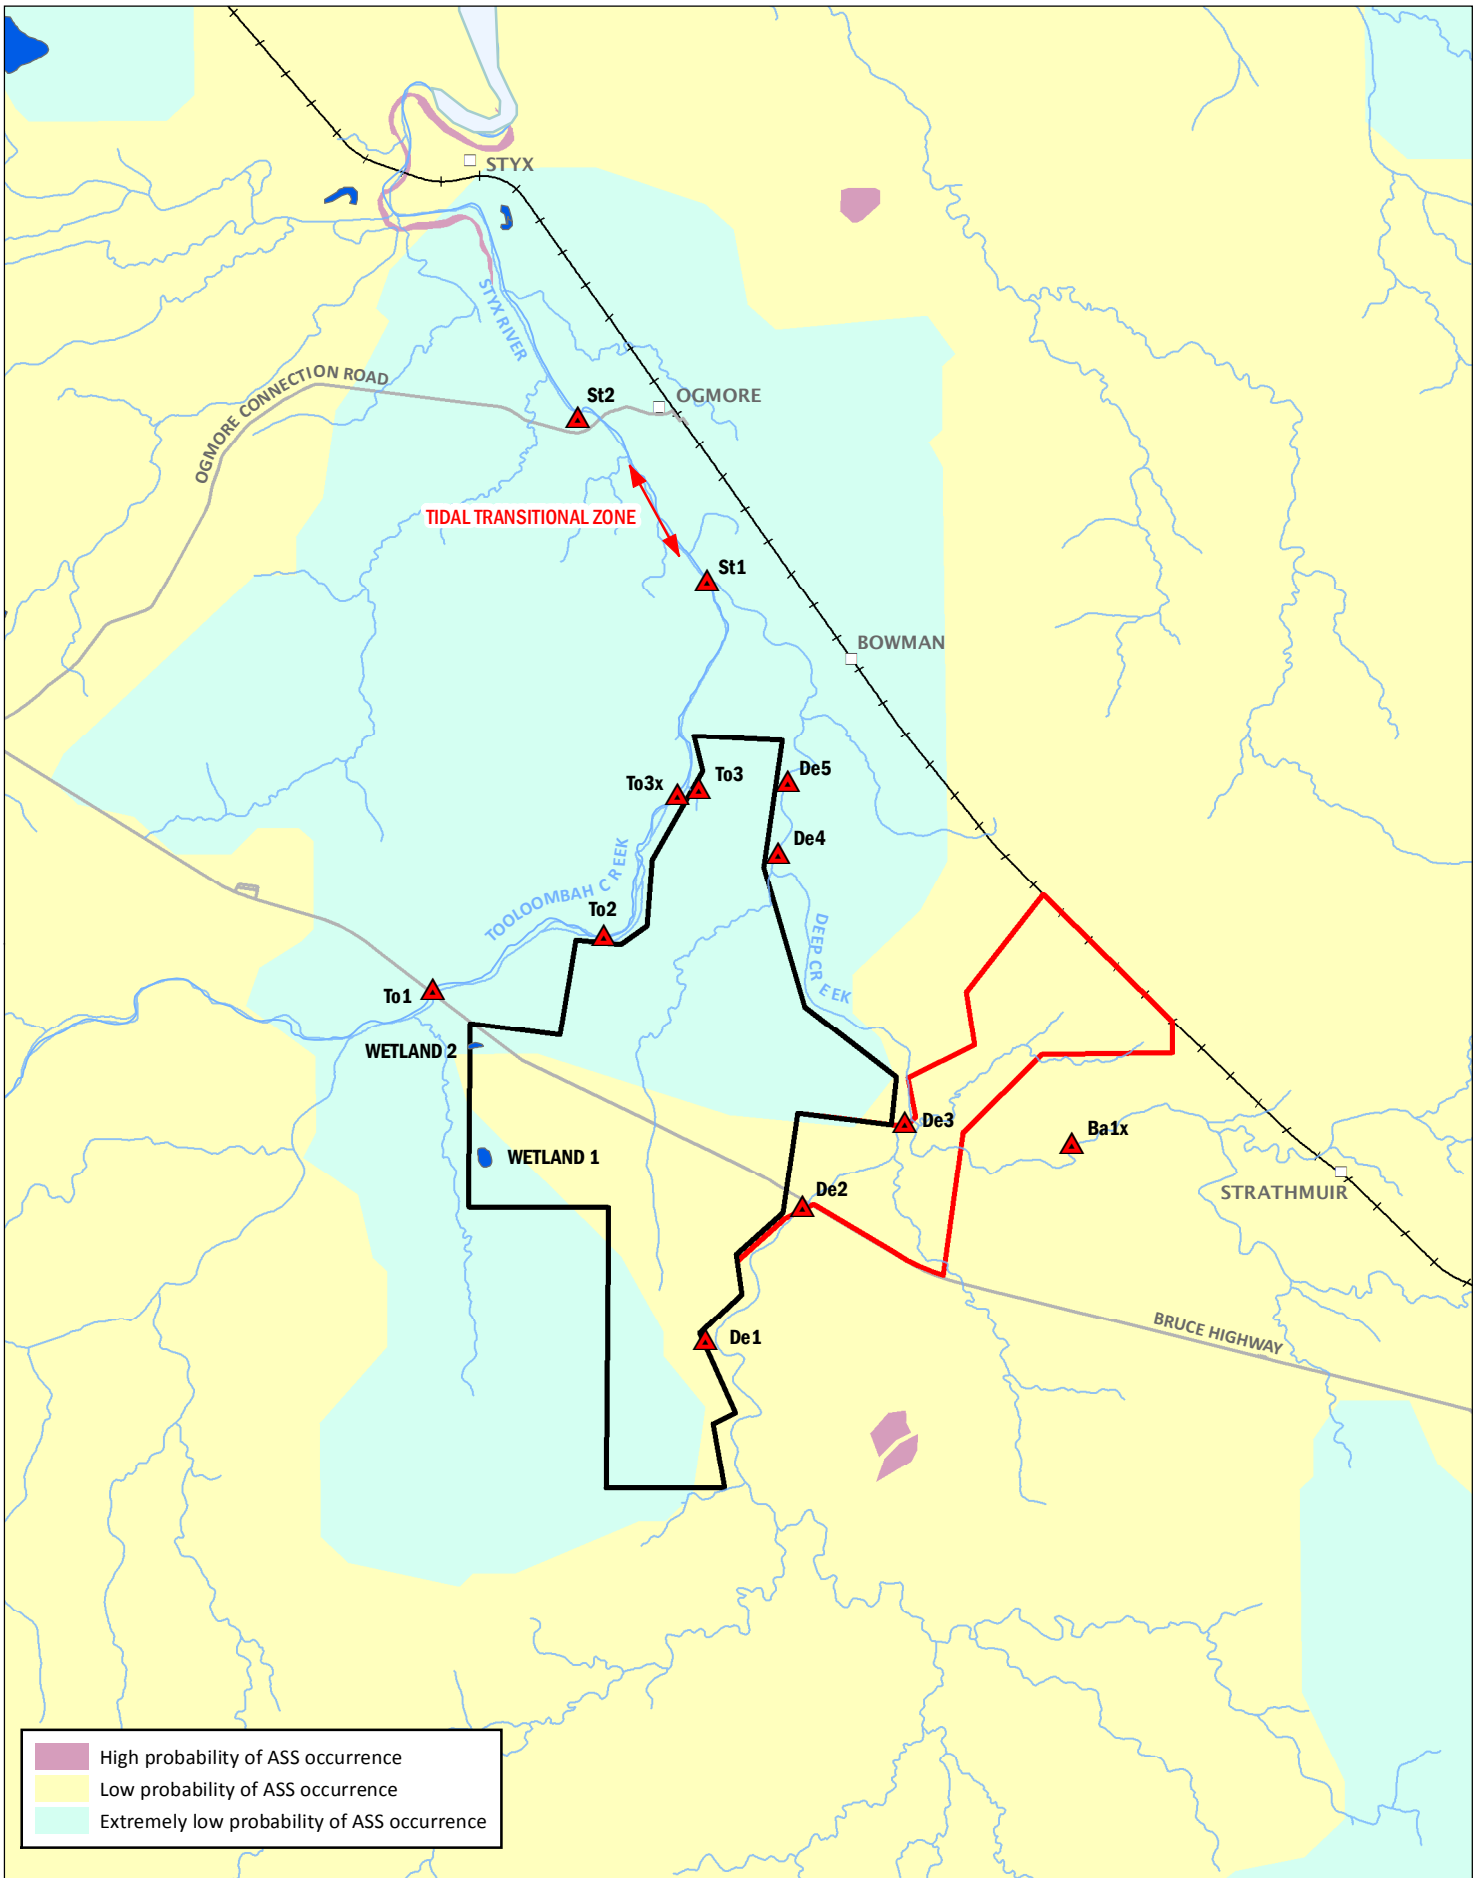 STYX
STYX RIVER
OGMORE CONNECTION ROAD
St2
OGMORE
TIDAL TRANSITIONAL ZONE
St1
BOWMAN
To3x
To3
De5
De4
TOOLOOMBAH CREEK
To2
DEEP CREEK
To1
WETLAND 2
De3
Ba1x
WETLAND 1
STRATHMUIR
De2
BRUCE HIGHWAY
De1
High probability of ASS occurrence
Low probability of ASS occurrence
Extremely low probability of ASS occurrence